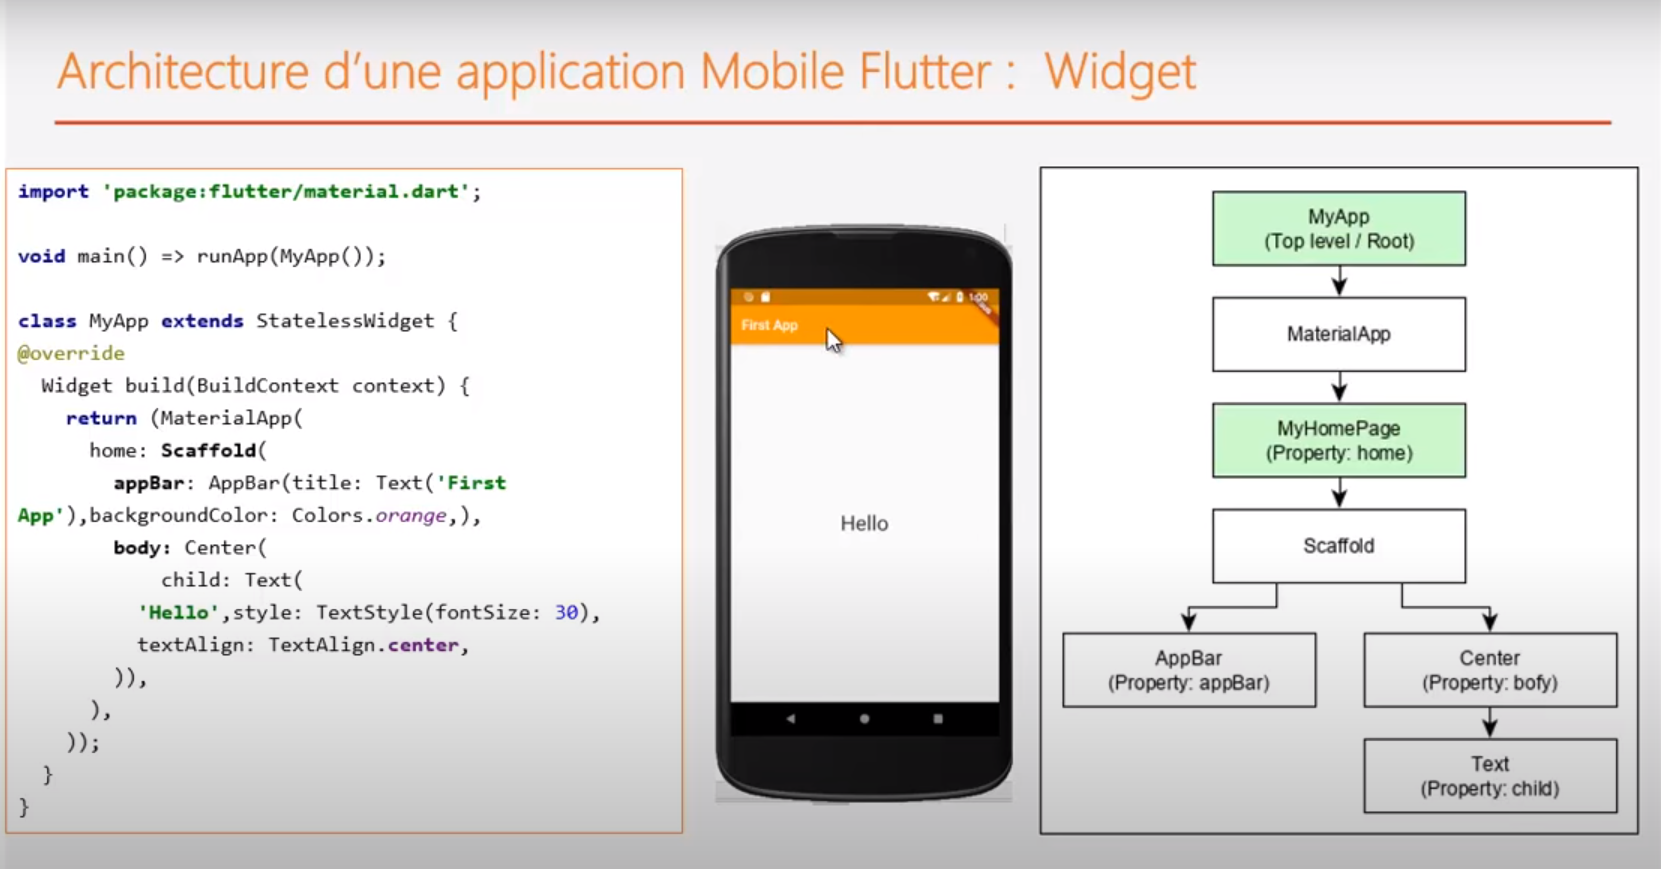 Architecture d'une application Mobile Flutter :  Widget
import 'package:flutter/material.dart';
void main() => runApp(MyApp());
class MyApp extends StatelessWidget {
@override
Widget build(BuildContext context) {
return (MaterialApp(
home: Scaffold(
appBar: AppBar(title: Text('First
App'),backgroundColor: Colors.orange,),
body: Center(
child: Text(
'Hello',style: TextStyle(fontSize: 30),
textAlign: TextAlign.center,
)),
),
));
}
}
1:00
First App
Hello
MyApp
(Top level / Root)
MaterialApp
MyHomePage
(Property: home)
Scaffold
AppBar
(Property: appBar)
Center
(Property: bofy)
Text
(Property: child)